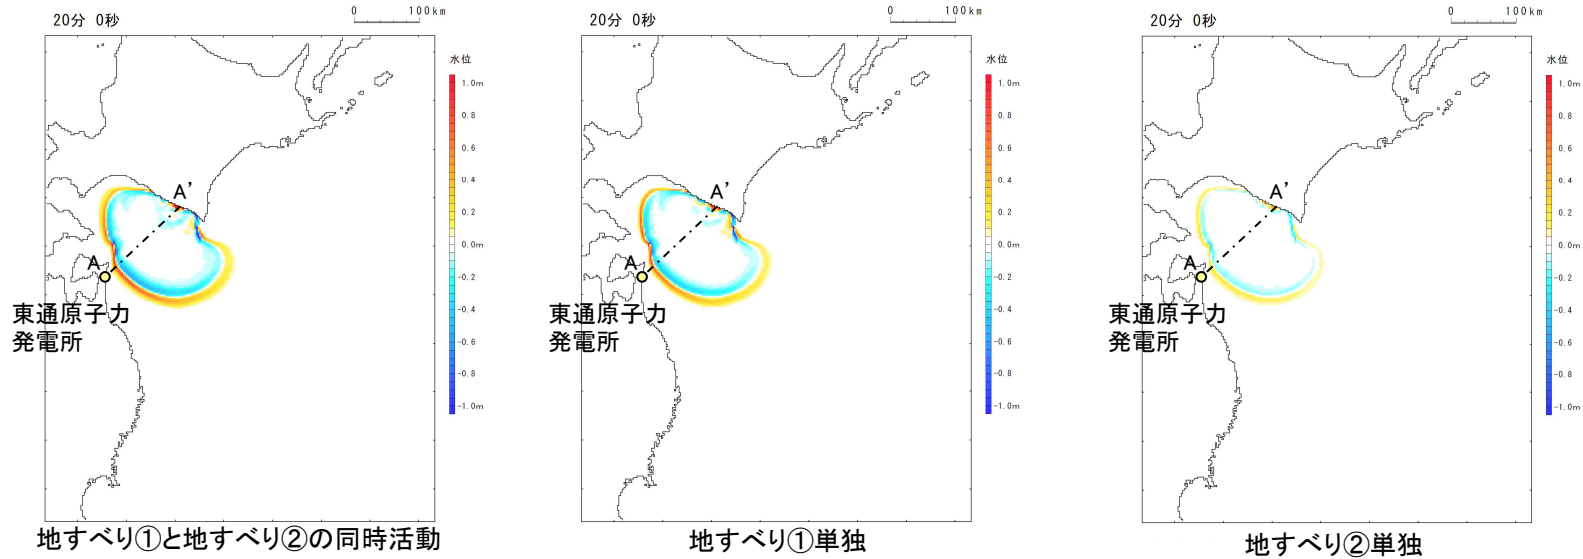 20分 0秒
0 100km
水位
1.0m
0.8
0.6
0.4
0.2
0.0m
-0.2
-0.4
-0.6
-0.8
-1.0m
A'
A
東通原子力
発電所
地すべり①と地すべり②の同時活動
20分 0秒
0 100km
水位
1.0m
0.8
0.6
0.4
0.2
0.0m
-0.2
-0.4
-0.6
-0.8
-1.0m
A'
A
東通原子力
発電所
地すべり①単独
20分 0秒
0 100km
水位
1.0m
0.8
0.6
0.4
0.2
0.0m
-0.2
-0.4
-0.6
-0.8
-1.0m
A'
A
東通原子力
発電所
地すべり②単独